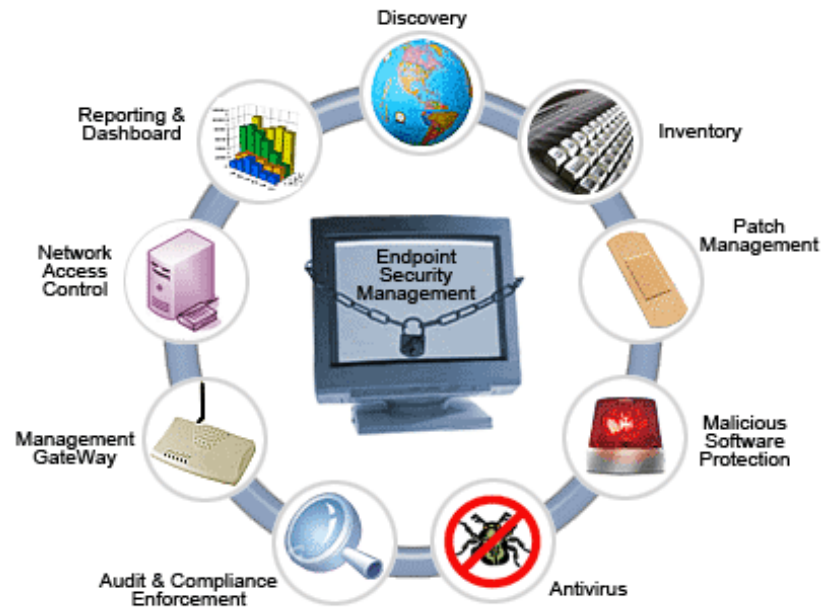 Discovery
Inventory
Patch
Management
Malicious
Software
Protection
Antivirus
Audit & Compliance
Enforcement
Management
GateWay
Network
Access
Control
Reporting &
Dashboard
Endpoint
Security
Management